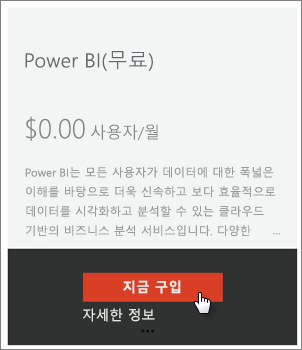 Power BI(무료)
$0.00 사용자/월
Power BI는 모든 사용자가 데이터에 대한 폭넓은
이해를 바탕으로 더욱 신속하고 보다 효율적으로
데이터를 시각화하고 분석할 수 있는 클라우드
기반의 비즈니스 분석 서비스입니다. 다양한 ...
지금 구입
자세한 정보
...